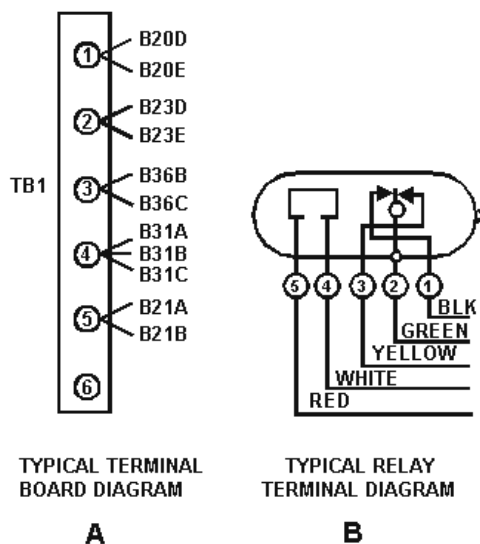 TB1
1
B20D
B20E
2
B23D
B23E
3
B36B
B36C
4
B31A
B31B
B31C
5
B21A
B21B
6
TYPICAL TERMINAL
BOARD DIAGRAM
A
5 4 3 2 1
BLK
GREEN
YELLOW
WHITE
RED
TYPICAL RELAY
TERMINAL DIAGRAM
B